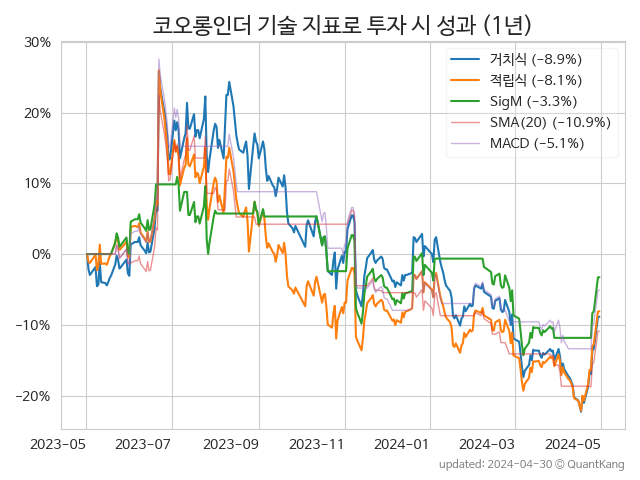 코오롱인더 기술 지표로 투자 시 성과 (1년)
30%
20%
10%
0%
−10%
−20%
거치식 (−8.9%)
적립식 (−8.1%)
SigM (−3.3%)
SMA(20) (−10.9%)
MACD (−5.1%)
2023-05
2023-07
2023-09
2023-11
2024-01
2024-03
2024-05
updated: 2024-04-30 © QuantKang